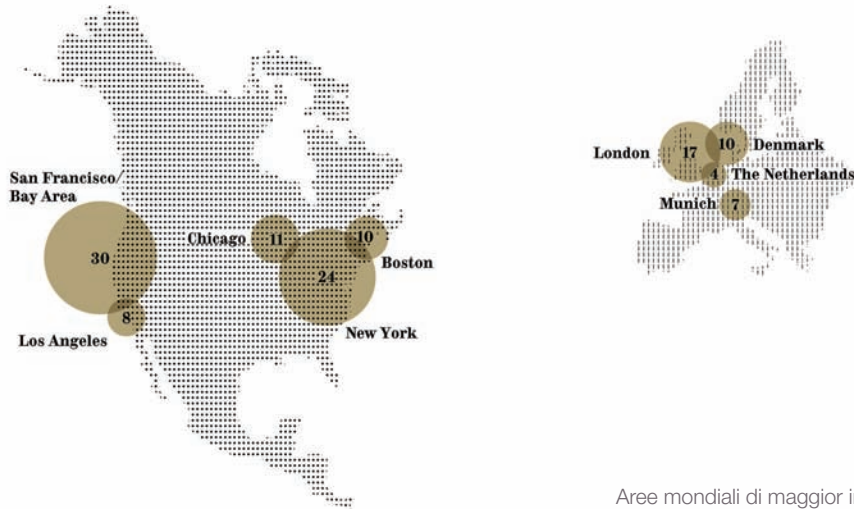 San Francisco/
Bay Area
30
8
Los Angeles
Chicago
11
10
Boston
24
New York
London
17
10
Denmark
4
The Netherlands
Munich
7
Aree mondiali di maggior